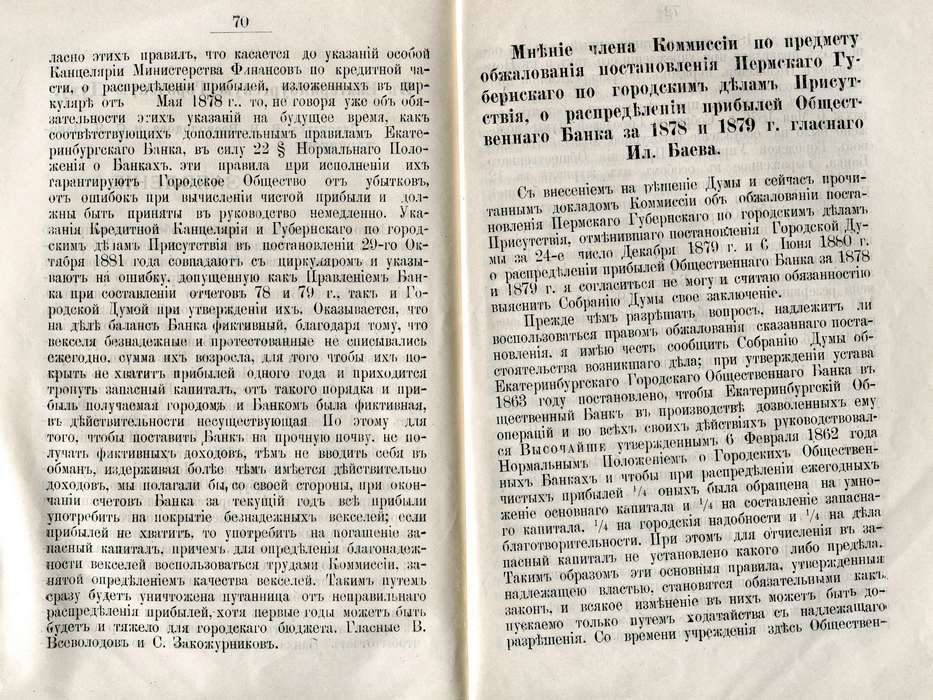 70
ласно этихъ правилъ, что касается до указаній особой
Канцеляріи Министерства Финансовъ по кредитной ча-
сти, о распредѣленіи прибылей, изложенныхъ въ цир-
кулярѣ отъ Мая 1878 г.. то, не говоря уже объ обя-
зательности этихъ указаній на будущее время, какъ
соотвѣтствующихъ дополнительнымъ правиламъ Екате-
ринбургскаго Банка, въ силу 22 § Нормальнаго Поло-
женія о Банкахъ, эти правила при исполненіи ихъ
гарантируютъ Городское Общество отъ убытковъ,
отъ ошибокъ при вычисленіи чистой прибыли и дол-
жны быть приняты въ руководство немедленно. Ука-
занія Кредитной Канцеляріи и Губернскаго по город-
скимъ дѣламъ Присутствія въ постановленіи 29-го Ок-
тября 1881 года совпадаютъ съ циркуляромъ и указы-
ваютъ на ошибку, допущенную какъ Правленіемъ Бан-
ка при составленіи отчетовъ 78 и 79 г., такъ и Го-
родской Думой при утвержденіи ихъ. Оказывается, что
на дѣлѣ балансъ Банка фиктивный, благодаря тому, что
векселя безнадежные и протестованные не списывались
ежегодно, сумма ихъ возросла, для того чтобы ихъ по-
крыть не хватитъ прибылей одного года и приходится
тронуть запасный капиталъ, отъ такого порядка и при-
быль получаемая городомъ и Банкомъ была фиктивная,
въ дѣйствительности несуществующая По этому для
того, чтобы поставить Банкъ на прочную почву, не по-
лучать фиктивныхъ доходовъ, тѣмъ не вводить себя въ
обманъ, издерживая болѣе чѣмъ имѣется дѣйствительно
доходовъ, мы полагали бы, со своей стороны, при окон-
чаніи счетовъ Банка за текущій годъ всѣ прибыли
употребить на покрытіе безнадежныхъ векселей; если
прибылей не хватитъ, то употребить на погашеніе за-
пасный капиталъ, причемъ для опредѣленія благонадеж-
ности векселей воспользоваться трудами Коммиссіи, за-
нятой опредѣленіемъ качества векселей. Такимъ путемъ
сразу будетъ уничтожена путанница отъ неправильнаго
распредѣленія прибылей, хотя первые годы можетъ быть
будетъ и тяжело для городскаго бюджета. Гласные В.
Всеволодовъ и С. Закожурниковъ.
Мнѣніе члена Коммиссіи по предмету
обжалованія постановленія Пермскаго Гу-
бернскаго по городскимъ дѣламъ Присут-
ствія, о распредѣленіи прибылей Общест-
веннаго Банка за 1878 и 1879 г. гласнаго
Ил. Баева.
Съ внесеніемъ на рѣшеніе Думы и сейчасъ прочи-
таннымъ докладомъ Коммиссіи объ обжалованіи поста-
новленія Пермскаго Губернскаго по городскимъ дѣламъ
Присутствія, отмѣнившаго постановленія Городской Ду-
мы за 24-е число Декабря 1879 г. и 6 Іюня 1880 г.
о распредѣленіи прибылей Общественнаго Банка за 1878
и 1879 г. я согласиться не могу и считаю обязанностію
выяснить Собранію Думы свое заключеніе.
Прежде чѣмъ разрѣшать вопросъ, надлежитъ ли
воспользоваться правомъ обжалованія сказаннаго поста-
новленія, я имѣю честь сообщить Собранію Думы об-
стоятельства возникшаго дѣла; при утвержденіи устава
Екатеринбургскаго Городскаго Общественнаго Банка въ
1863 году постановлено, чтобы Екатеринбургскій Об-
щественный Банкъ въ производствѣ дозволенныхъ ему
операцій и во всѣхъ своихъ дѣйствіяхъ руководствовал-
ся Высочайше утвержденнымъ 6 Февраля 1862 года
Нормальнымъ Положеніемъ о Городскихъ Обществен-
ныхъ Банкахъ и чтобы при распредѣленіи ежегодныхъ
чистыхъ прибылей ¼ оныхъ была обращена на умно-
женіе основнаго капитала и ¼ на составленіе запасна-
го капитала. ¼ на городскія надобности и ¼ на дѣла
благотворительности. При этомъ для отчисленія въ за-
пасный капиталъ не установлено какого либо предѣла.
Такимъ образомъ эти основныя правила, утвержденныя
надлежащею властью, становятся обязательными какъ
законъ, и всякое измѣненіе въ нихъ можетъ быть до-
пускаемо только путемъ ходатайства съ надлежащаго
разрѣшенія. Со времени учрежденія здѣсь Обществен-